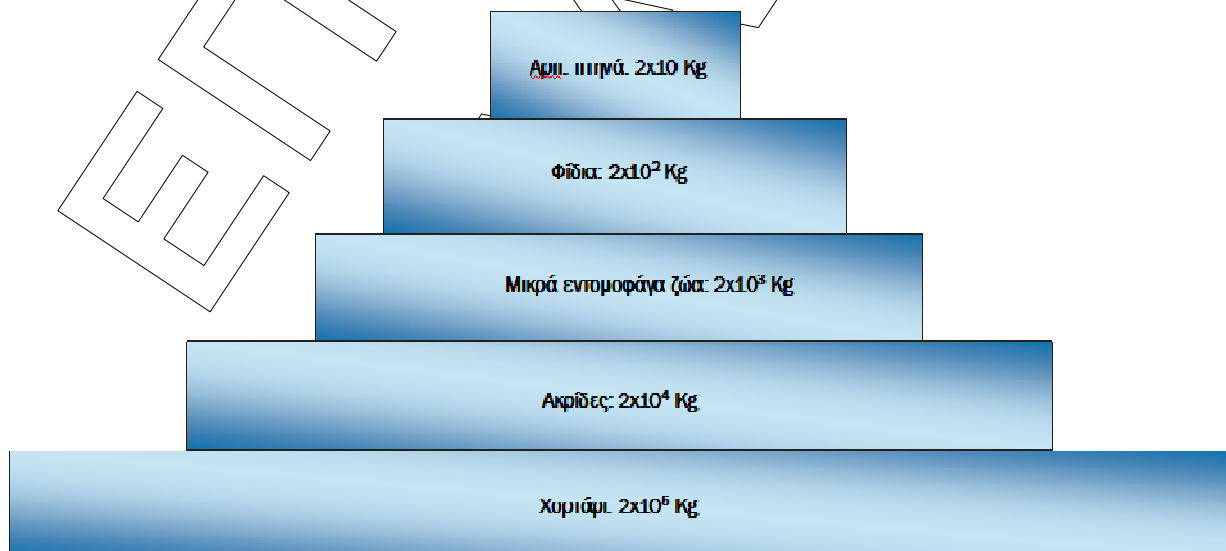 Αρπ. πτηνά: 2x10 Kg
Φίδια: 2x10² Kg
Μικρά εντομοφάγα ζώα: 2x10³ Kg
Ακρίδες: 2x10⁴ Kg
Χορτάρι: 2x10⁵ Kg